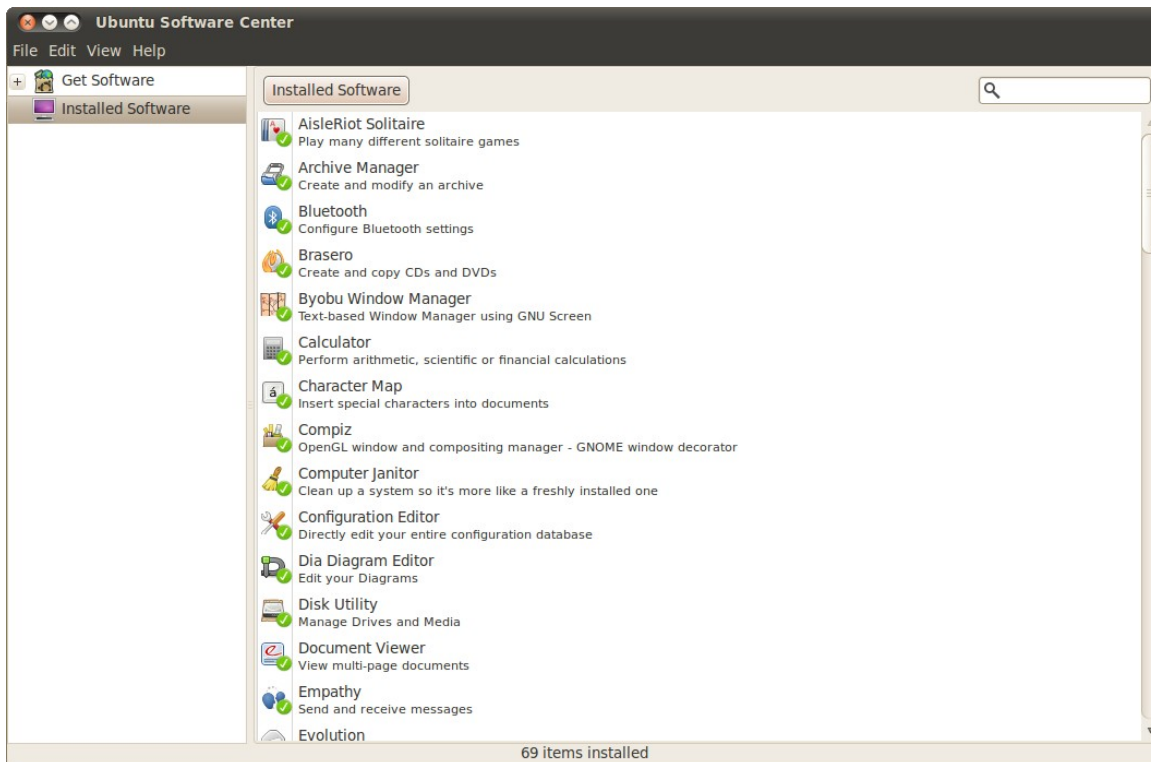 Ubuntu Software Center
File Edit View Help
Get Software
Installed Software
Installed Software
AisleRiot Solitaire
Play many different solitaire games
Archive Manager
Create and modify an archive
Bluetooth
Configure Bluetooth settings
Brasero
Create and copy CDs and DVDs
Byobu Window Manager
Text-based Window Manager using GNU Screen
Calculator
Perform arithmetic, scientific or financial calculations
Character Map
Insert special characters into documents
Compiz
OpenGL window and compositing manager - GNOME window decorator
Computer Janitor
Clean up a system so it's more like a freshly installed one
Configuration Editor
Directly edit your entire configuration database
Dia Diagram Editor
Edit your Diagrams
Disk Utility
Manage Drives and Media
Document Viewer
View multi-page documents
Empathy
Send and receive messages
Evolution
69 items installed